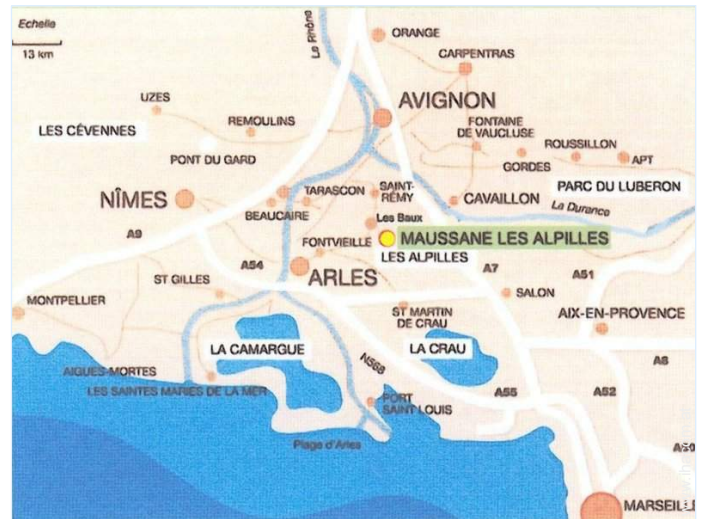 Echelle
13 km
Le Rhône
ORANGE
CARPENTRAS
UZES
AVIGNON
REMOULINS
LES CÉVENNES
FONTAINE
DE VAUCLUSE
PONT DU GARD
ROUSSILLON
GORDES
APT
NÎMES
TARASCON
SAINT-
RÉMY
CAVAILLON
PARC DU LUBERON
BEAUCAIRE
Les Baux
La Durance
A9
FONTVIEILLE
MAUSSANE LES ALPILLES
LES ALPILLES
A54
ST GILLES
ARLES
A7
A51
MONTPELLIER
SALON
ST MARTIN
DE CRAU
AIX-EN-PROVENCE
LA CAMARGUE
LA CRAU
N568
A8
AIGUES-MORTES
LES SAINTES MARIES DE LA MER
PORT
SAINT LOUIS
A55
A52
Plage d'Arles
A50
MARSEILL